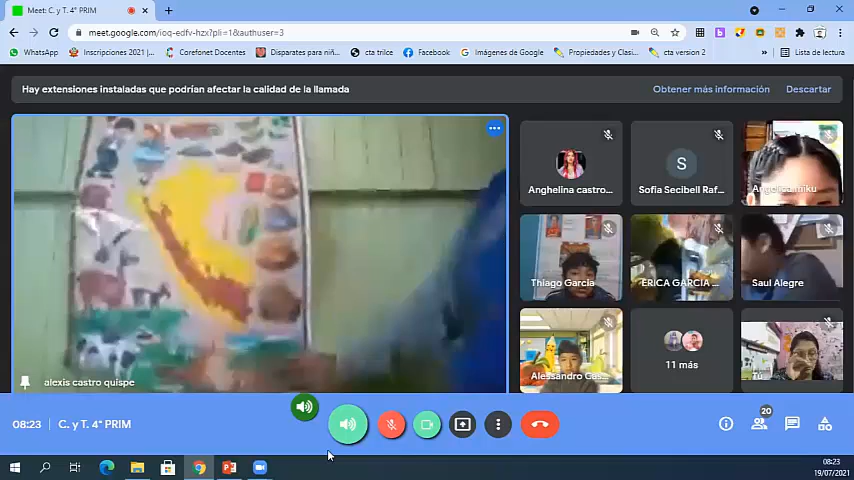 Meet: C. y T. 4° PRIM
meet.google.com/ioq-edfv-hzx?pli=1&authuser=3
WhatsApp
Inscripciones 2021 |...
Corefonet Docentes
Disparates para niñ...
cta trilce
Facebook
Imágenes de Google
Propiedades y Clasi...
cta version 2
»
Lista de lectura
Hay extensiones instaladas que podrían afectar la calidad de la llamada
Obtener más información
Descartar
Anghelina castro...
S
Sofia Secibell Raf...
Thiago Garcia
ERICA GARCIA ...
Saul Alegre
alexis castro quispe
11 más
Tú
08:23
C. y T. 4° PRIM
20
08:23
19/07/2021